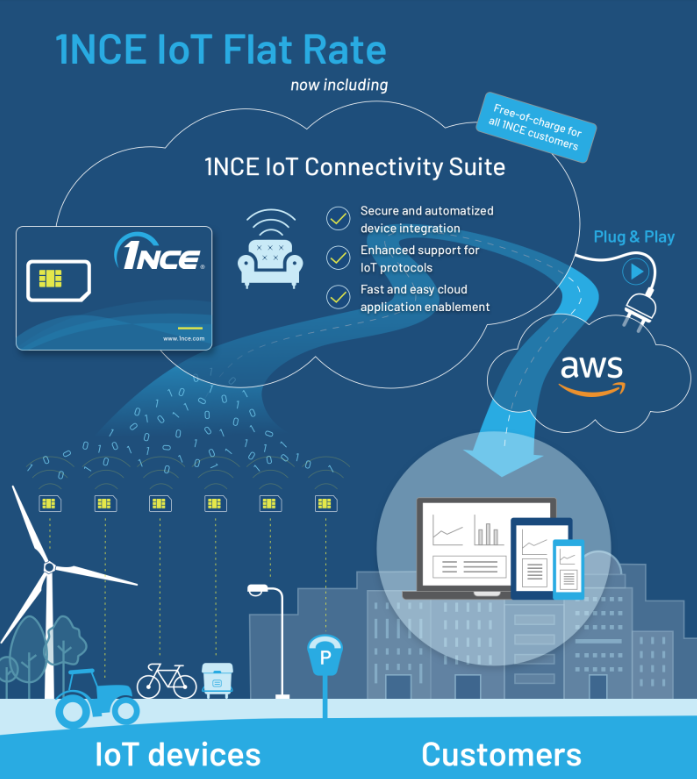 1NCE IoT Flat Rate
now including
Free-of-charge for
all 1NCE customers
1NCE IoT Connectivity Suite
Secure and automatized
device integration
Enhanced support for
IoT protocols
Fast and easy cloud
application enablement
1NCE®
www.1nce.com
Plug & Play
aws
P
IoT devices
Customers